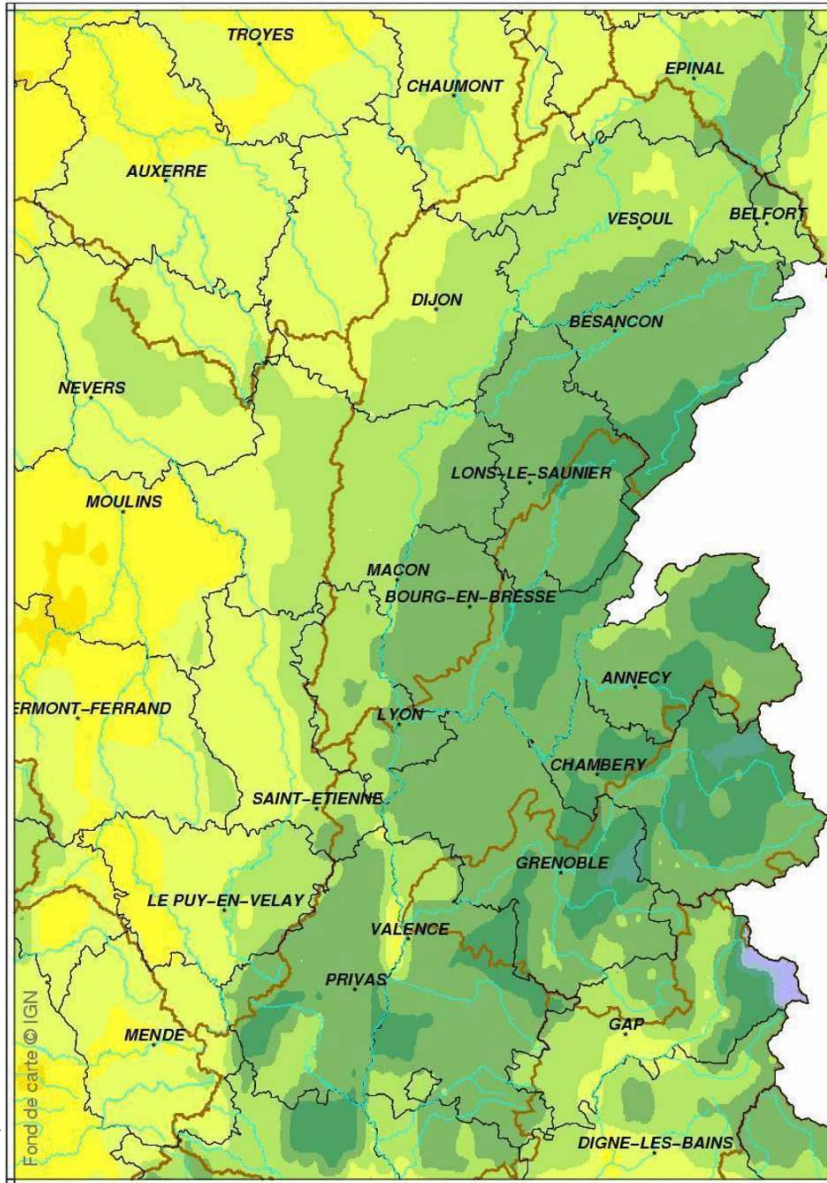 TROYES
EPINAL
CHAUMONT
AUXERRE
VESOUL
BELFORT
DIJON
BESANCON
NEVERS
LONS-LE-SAUNIER
MOULINS
MACON
BOURG-EN-BRESSE
ANNECY
ERMONT-FERRAND
LYON
CHAMBERY
SAINT-ETIENNE
GRENOBLE
LE PUY-EN-VELAY
VALENCE
PRIVAS
GAP
MENDE
DIGNE-LES-BAINS
Fond de carte © IGN